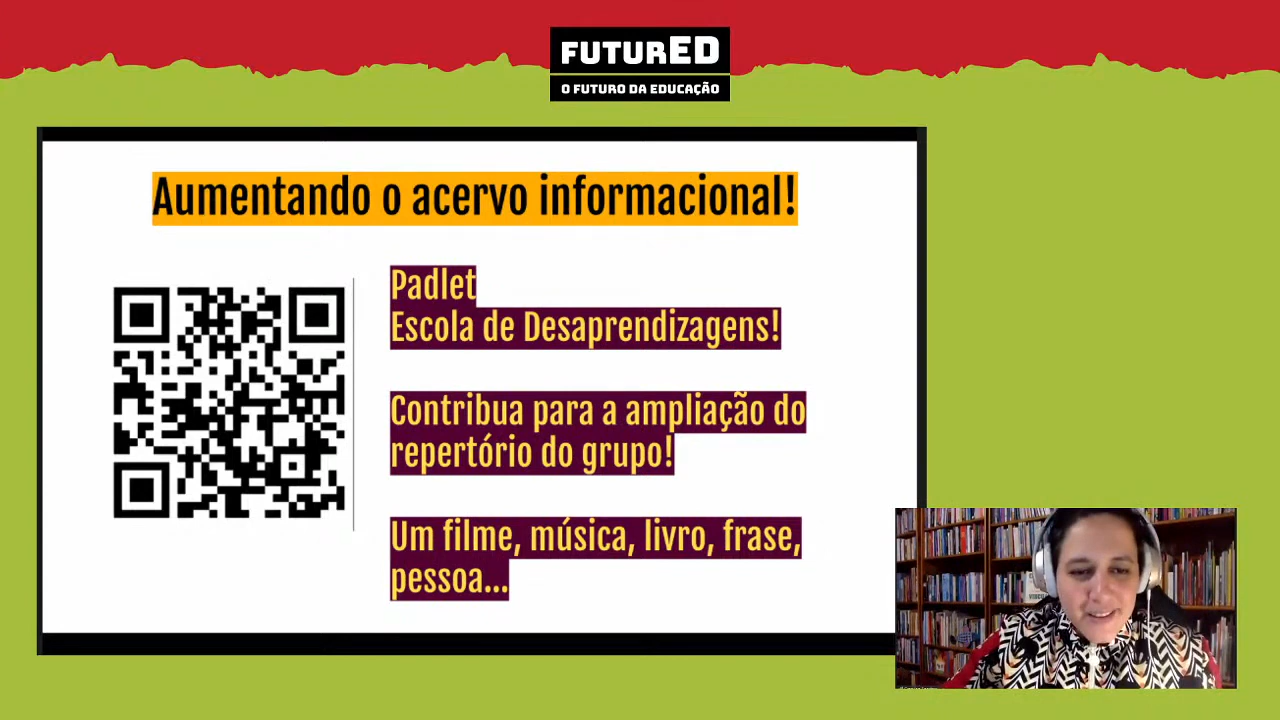 FUTURED
O FUTURO DA EDUCAÇÃO
Aumentando o acervo informacional!
Padlet
Escola de Desaprendizagens!
Contribua para a ampliação do
repertório do grupo!
Um filme, música, livro, frase,
pessoa...